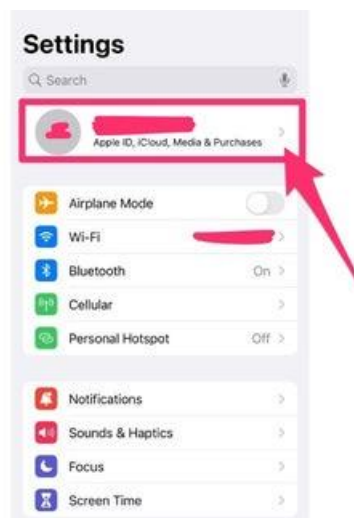 Settings
Search
Apple ID, iCloud, Media & Purchases
Airplane Mode
Wi-Fi
Bluetooth On
Cellular
Personal Hotspot Off
Notifications
Sounds & Haptics
Focus
Screen Time